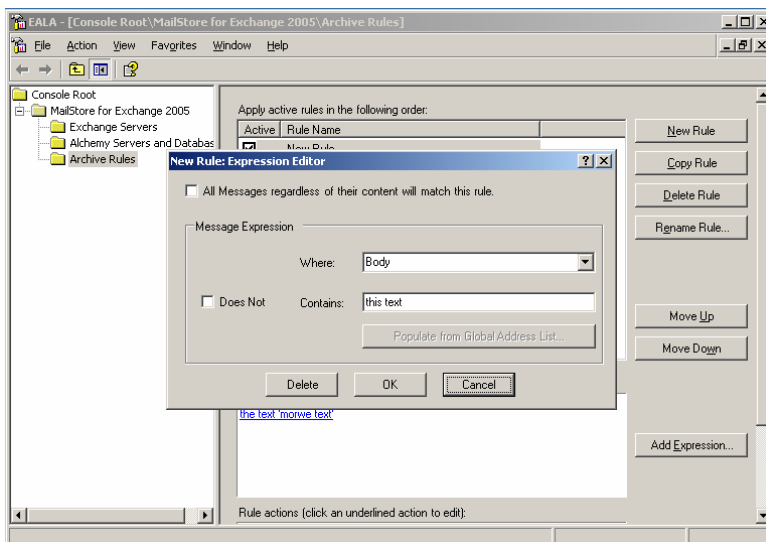 EALA - [Console Root\MailStore for Exchange 2005\Archive Rules]
File Action View Favorites Window Help
Console Root
MailStore for Exchange 2005
Exchange Servers
Alchemy Servers and Databas
Archive Rules
Apply active rules in the following order:
Active Rule Name
New Rule
New Rule
Copy Rule
Delete Rule
Rename Rule...
Move Up
Move Down
Add Expression...
New Rule: Expression Editor
All Messages regardless of their content will match this rule.
Message Expression
Where: Body
Does Not Contains: this text
Populate from Global Address List...
Delete OK Cancel
the text 'morwe text'
Rule actions (click an underlined action to edit):